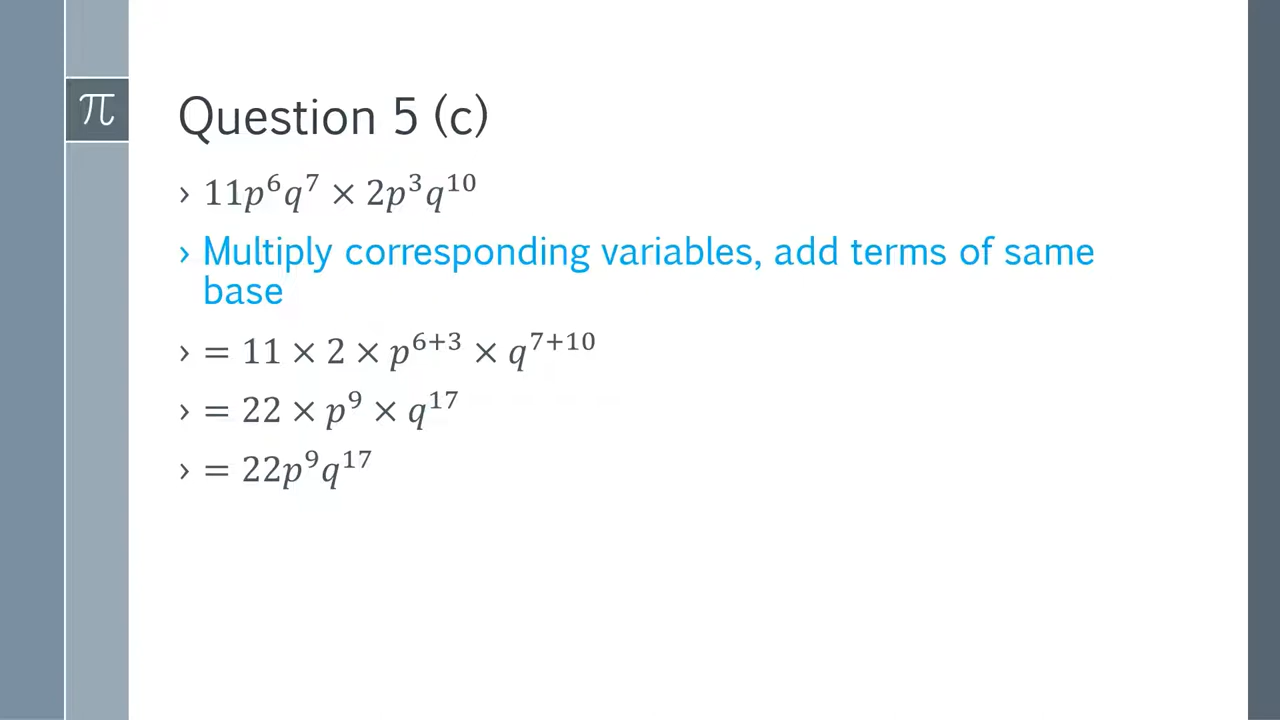 π
Question 5 (c)
› 11p⁶q⁷ × 2p³q¹⁰
› Multiply corresponding variables, add terms of same
base
› = 11 × 2 × p⁶⁺³ × q⁷⁺¹⁰
› = 22 × p⁹ × q¹⁷
› = 22p⁹q¹⁷